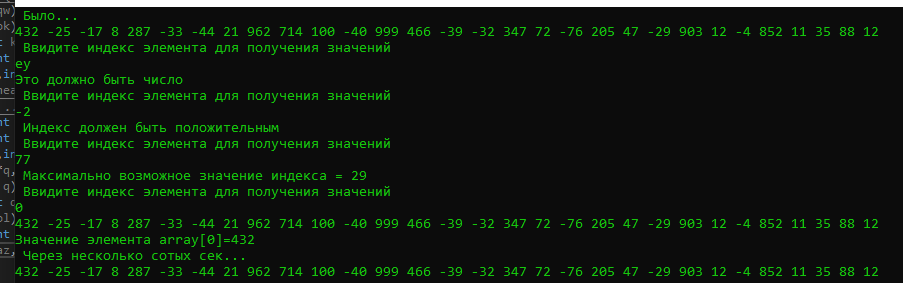 Было...
432 -25 -17 8 287 -33 -44 21 962 714 100 -40 999 466 -39 -32 347 72 -76 205 47 -29 903 12 -4 852 11 35 88 12
Ввидите индекс элемента для получения значений
ey
Это должно быть число
Ввидите индекс элемента для получения значений
-2
Индекс должен быть положительным
Ввидите индекс элемента для получения значений
77
Максимально возможное значение индекса = 29
Ввидите индекс элемента для получения значений
0
432 -25 -17 8 287 -33 -44 21 962 714 100 -40 999 466 -39 -32 347 72 -76 205 47 -29 903 12 -4 852 11 35 88 12
Значение элемента array[0]=432
Через несколько сотых сек...
432 -25 -17 8 287 -33 -44 21 962 714 100 -40 999 466 -39 -32 347 72 -76 205 47 -29 903 12 -4 852 11 35 88 12